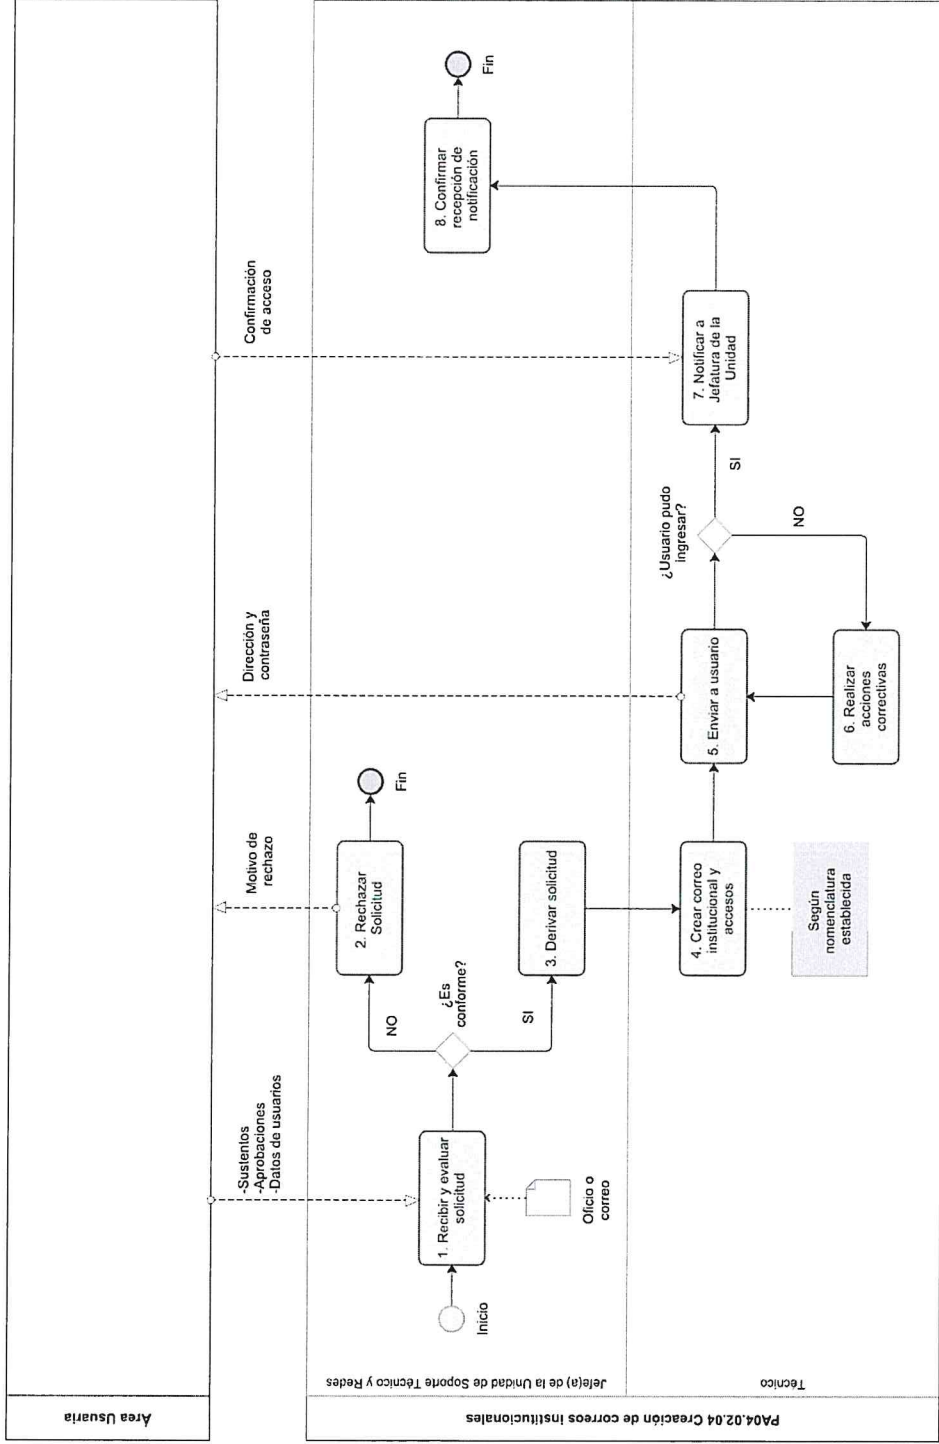 Área Usuaria
PA04.02.04 Creación de correos institucionales
Jefe(a) de la Unidad de Soporte Técnico y Redes
Técnico
Inicio
1. Recibir y evaluar
solicitud
Oficio o
correo
-Sustentos
-Aprobaciones
-Datos de usuarios
¿Es
conforme?
NO
SI
2. Rechazar
Solicitud
Motivo de
rechazo
Fin
3. Derivar solicitud
4. Crear correo
institucional y
accesos
Según
nomenclatura
establecida
5. Enviar a usuario
Dirección y
contraseña
¿Usuario pudo
ingresar?
NO
SI
6. Realizar
acciones
correctivas
7. Notificar a
Jefatura de la
Unidad
Confirmación
de acceso
8. Confirmar
recepción de
notificación
Fin